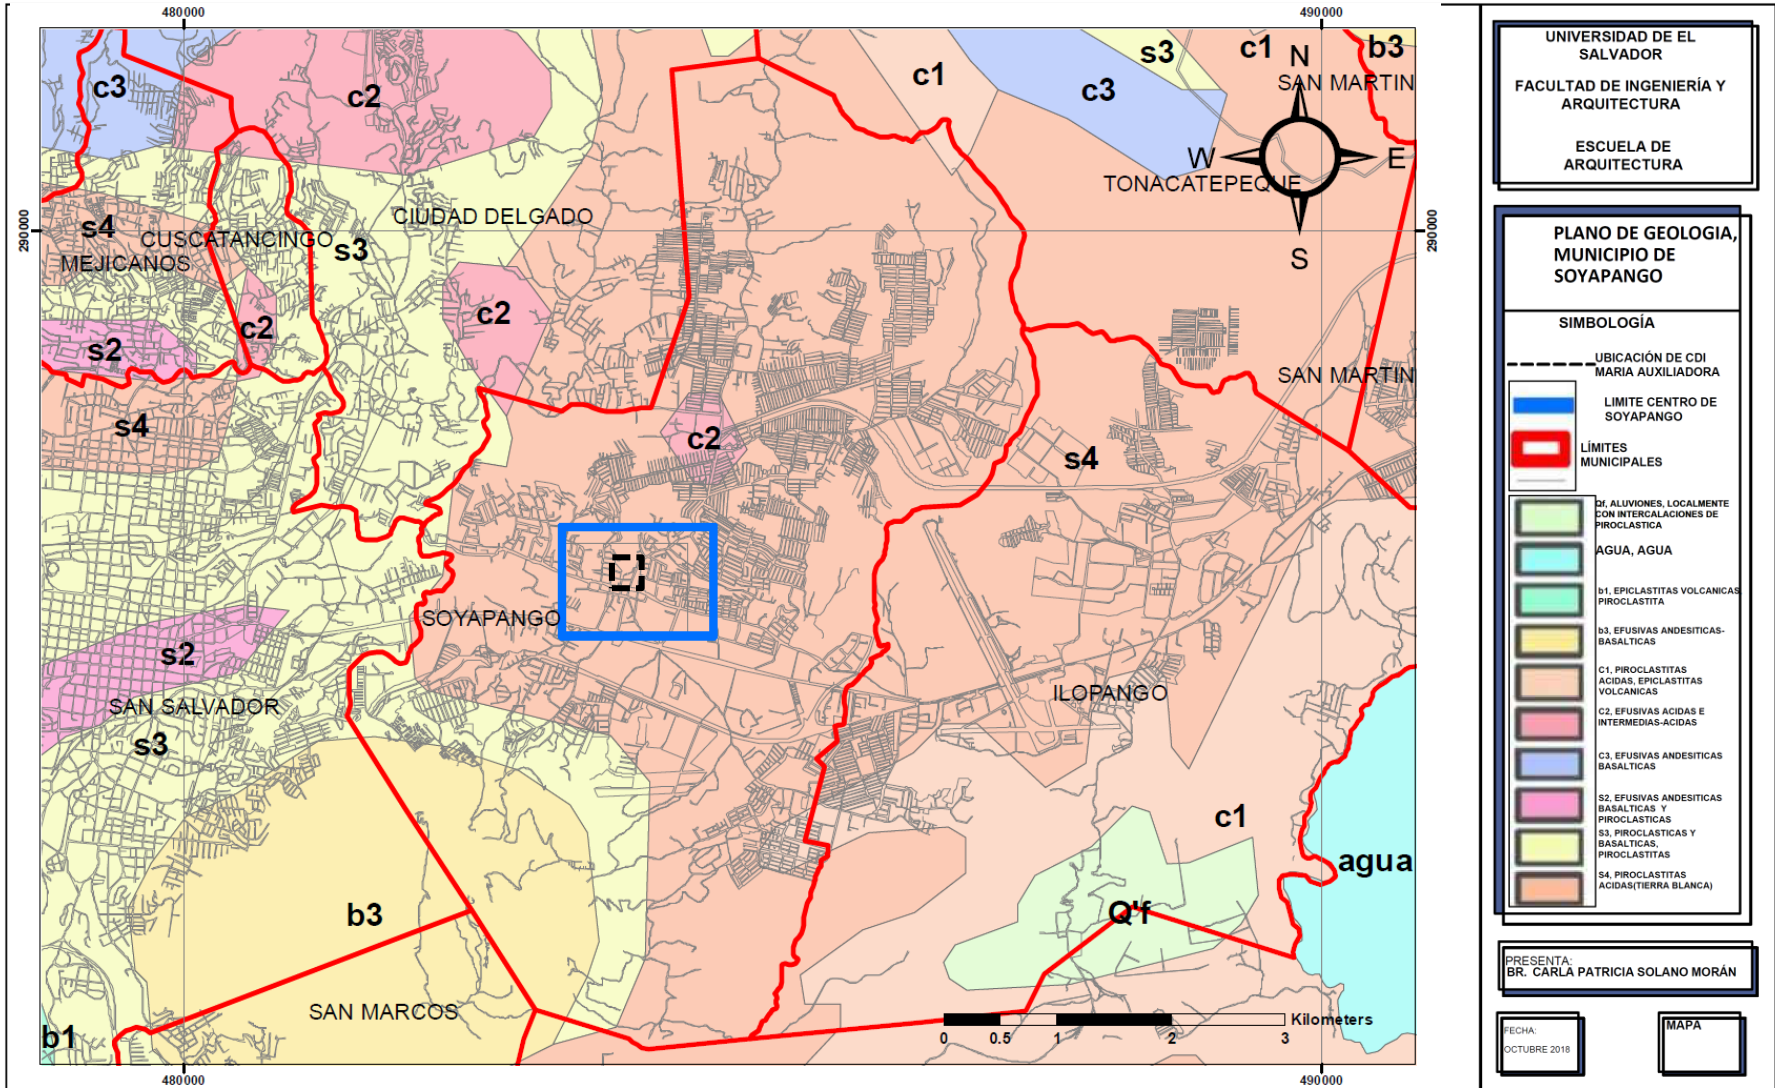 480000
490000
c3
c2
c1
c3
s3
c1
b3
N
SAN MARTIN
W
E
TONACATEPEQUE
S
290000
290000
s4
CUSCATANCINGO
MEJICANOS
s3
CIUDAD DELGADO
c2
c2
s2
s4
c2
s4
SAN MARTIN
SOYAPANGO
s2
SAN SALVADOR
s3
ILOPANGO
c1
agua
Q'f
b3
SAN MARCOS
b1
0
0.5
1
2
3
Kilometers
480000
490000
UNIVERSIDAD DE EL
SALVADOR
FACULTAD DE INGENIERÍA Y
ARQUITECTURA
ESCUELA DE
ARQUITECTURA
PLANO DE GEOLOGIA,
MUNICIPIO DE
SOYAPANGO
SIMBOLOGÍA
UBICACIÓN DE CDI
MARIA AUXILIADORA
LIMITE CENTRO DE
SOYAPANGO
LÍMITES
MUNICIPALES
Qf, ALUVIONES, LOCALMENTE
CON INTERCALACIONES DE
PIROCLASTICA
AGUA, AGUA
b1, EPICLASTITAS VOLCANICAS
PIROCLASTITA
b3, EFUSIVAS ANDESITICAS-
BASALTICAS
C1, PIROCLASTITAS
ACIDAS, EPICLASTITAS
VOLCANICAS
C2, EFUSIVAS ACIDAS E
INTERMEDIAS-ACIDAS
C3, EFUSIVAS ANDESITICAS
BASALTICAS
S2, EFUSIVAS ANDESITICAS
BASALTICAS Y
PIROCLASTICAS
S3, PIROCLASTICAS Y
BASALTICAS,
PIROCLASTITAS
S4, PIROCLASTITAS
ACIDAS(TIERRA BLANCA)
PRESENTA:
BR. CARLA PATRICIA SOLANO MORÁN
FECHA:
OCTUBRE 2018
MAPA